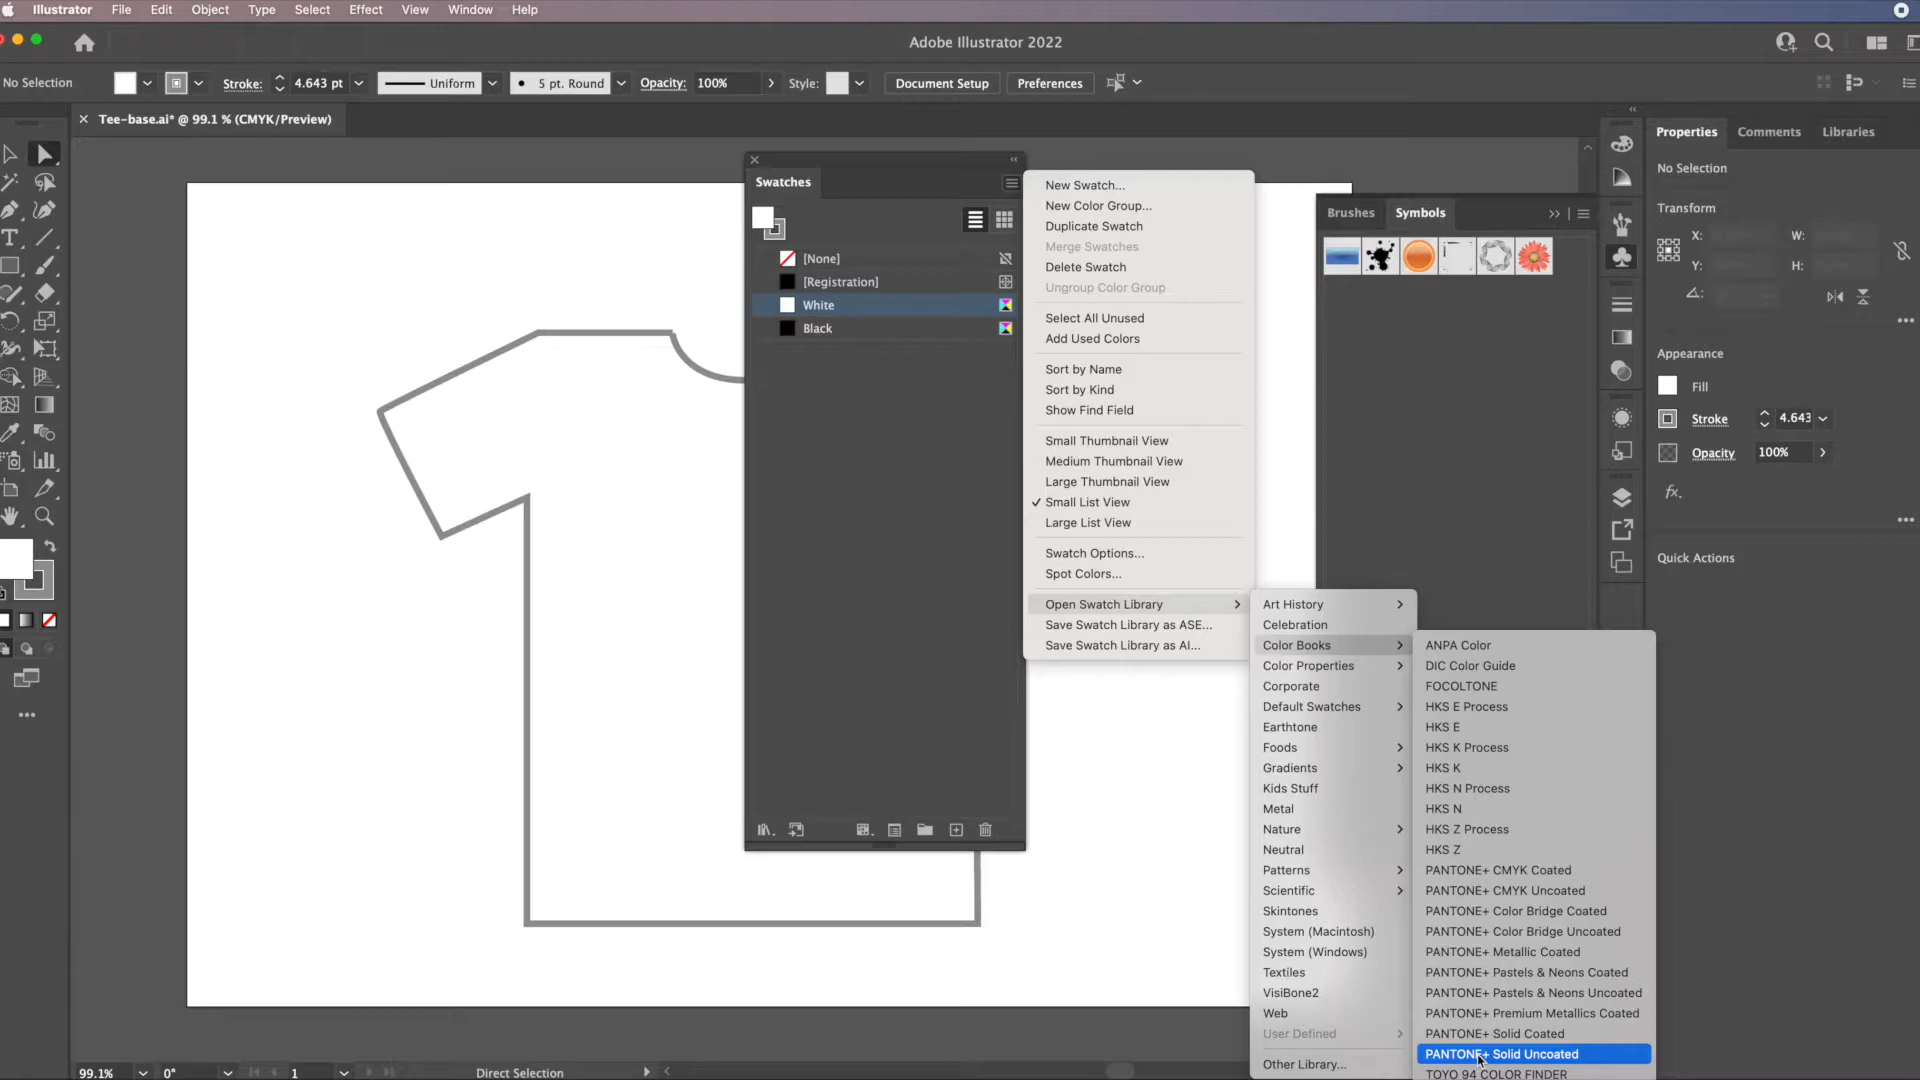 Illustrator File Edit Object Type Select Effect View Window Help
Adobe Illustrator 2022
No Selection Stroke: 4.643 pt Uniform 5 pt. Round Opacity: 100% Style: Document Setup Preferences
Tee-base.ai* @ 99.1 % (CMYK/Preview)
Swatches
[None]
[Registration]
White
Black
New Swatch...
New Color Group...
Duplicate Swatch
Merge Swatches
Delete Swatch
Ungroup Color Group
Select All Unused
Add Used Colors
Sort by Name
Sort by Kind
Show Find Field
Small Thumbnail View
Medium Thumbnail View
Large Thumbnail View
Small List View
Large List View
Swatch Options...
Spot Colors...
Open Swatch Library
Save Swatch Library as ASE...
Save Swatch Library as AI...
Art History
Celebration
Color Books
Color Properties
Corporate
Default Swatches
Earthtone
Foods
Gradients
Kids Stuff
Metal
Nature
Neutral
Patterns
Scientific
Skintones
System (Macintosh)
System (Windows)
Textiles
VisiBone2
Web
User Defined
Other Library...
ANPA Color
DIC Color Guide
FOCOLTONE
HKS E Process
HKS E
HKS K Process
HKS K
HKS N Process
HKS N
HKS Z Process
HKS Z
PANTONE+ CMYK Coated
PANTONE+ CMYK Uncoated
PANTONE+ Color Bridge Coated
PANTONE+ Color Bridge Uncoated
PANTONE+ Metallic Coated
PANTONE+ Pastels & Neons Coated
PANTONE+ Pastels & Neons Uncoated
PANTONE+ Premium Metallics Coated
PANTONE+ Solid Coated
PANTONE+ Solid Uncoated
TOYO 94 COLOR FINDER
Brushes Symbols
Properties Comments Libraries
No Selection
Transform
X: W:
Y: H:
Appearance
Fill
Stroke 4.643
Opacity 100%
fx.
Quick Actions
99.1% 0° 1 Direct Selection